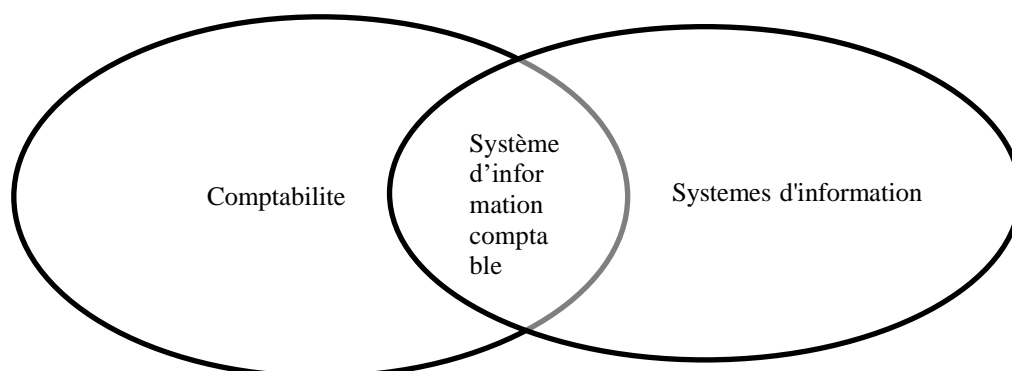 Comptabilite
Système
d’infor
mation
compta
ble
Systemes d'information